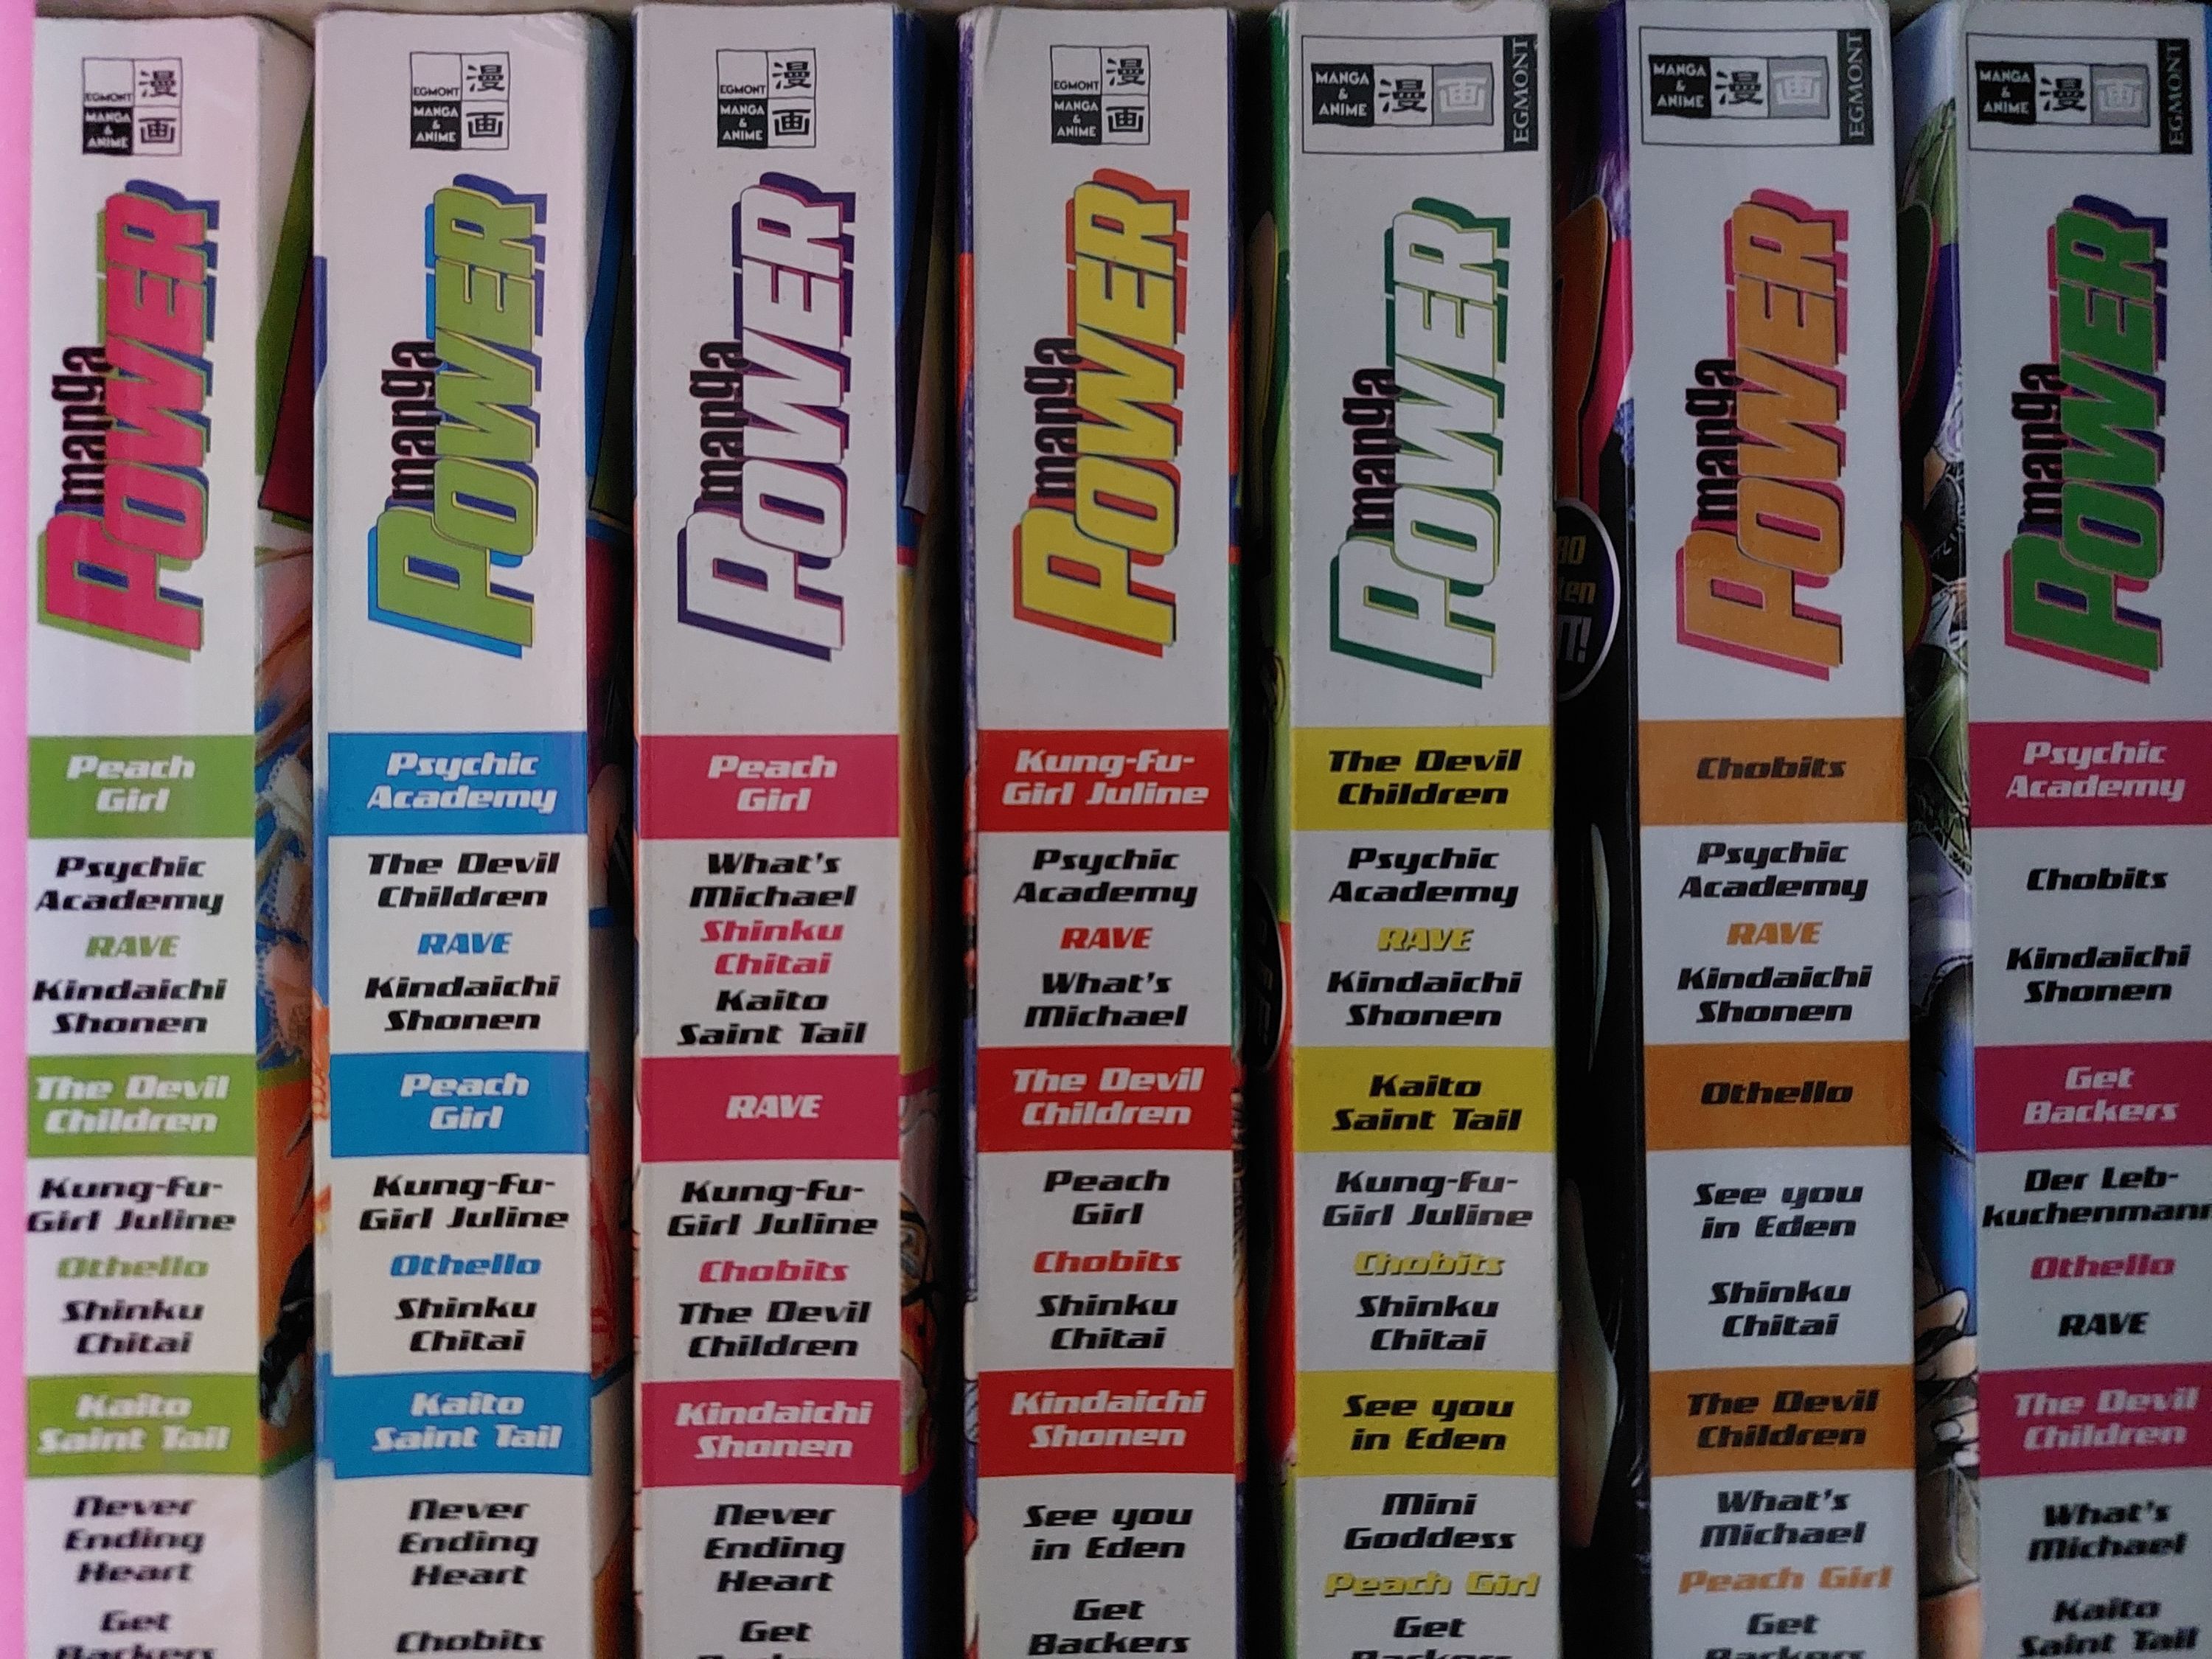 EGMONT 漫
MANGA & ANIME 画
manga
POWER
Peach
Girl
Psychic
Academy
RAVE
Kindaichi
Shonen
The Devil
Children
Kung-Fu-
Girl Juline
Othello
Shinku
Chitai
Kaito
Saint Tail
Never
Ending
Heart
Get
Backers
EGMONT 漫
MANGA & ANIME 画
manga
POWER
Psychic
Academy
The Devil
Children
RAVE
Kindaichi
Shonen
Peach
Girl
Kung-Fu-
Girl Juline
Othello
Shinku
Chitai
Kaito
Saint Tail
Never
Ending
Heart
Chobits
EGMONT 漫
MANGA & ANIME 画
manga
POWER
Peach
Girl
What's
Michael
Shinku
Chitai
Kaito
Saint Tail
RAVE
Kung-Fu-
Girl Juline
Chobits
The Devil
Children
Kindaichi
Shonen
Never
Ending
Heart
Get
EGMONT 漫
MANGA & ANIME 画
manga
POWER
Kung-Fu-
Girl Juline
Psychic
Academy
RAVE
What's
Michael
The Devil
Children
Peach
Girl
Chobits
Shinku
Chitai
Kindaichi
Shonen
See you
in Eden
Get
Backers
MANGA & ANIME 漫画 EGMONT
manga
POWER
The Devil
Children
Psychic
Academy
RAVE
Kindaichi
Shonen
Kaito
Saint Tail
Kung-Fu-
Girl Juline
Chobits
Shinku
Chitai
See you
in Eden
Mini
Goddess
Peach Girl
Get
Backers
MANGA & ANIME 漫画 EGMONT
manga
POWER
Chobits
Psychic
Academy
RAVE
Kindaichi
Shonen
Othello
See you
in Eden
Shinku
Chitai
The Devil
Children
What's
Michael
Peach Girl
Get
Backers
MANGA & ANIME 漫画 EGMONT
manga
POWER
Psychic
Academy
Chobits
Kindaichi
Shonen
Get
Backers
Der Leb-
kuchenmann
Othello
RAVE
The Devil
Children
What's
Michael
Kaito
Saint Tail